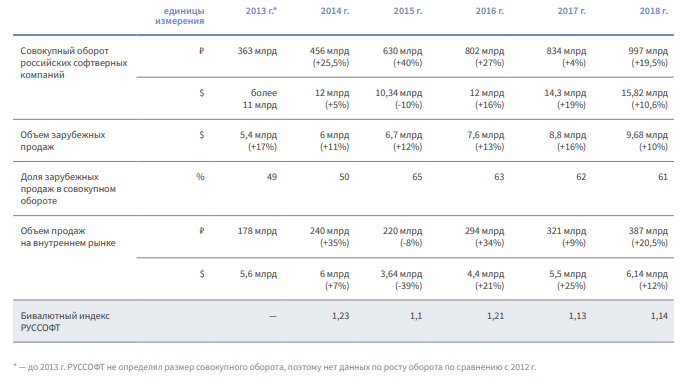 единицы измерения 2013 г.* 2014 г. 2015 г. 2016 г. 2017 г. 2018 г.
Совокупный оборот российских софтверных компаний ₽ 363 млрд 456 млрд (+25,5%) 630 млрд (+40%) 802 млрд (+27%) 834 млрд (+4%) 997 млрд (+19,5%)
$ более 11 млрд 12 млрд (+5%) 10,34 млрд (-10%) 12 млрд (+16%) 14,3 млрд (+19%) 15,82 млрд (+10,6%)
Объем зарубежных продаж $ 5,4 млрд (+17%) 6 млрд (+11%) 6,7 млрд (+12%) 7,6 млрд (+13%) 8,8 млрд (+16%) 9,68 млрд (+10%)
Доля зарубежных продаж в совокупном обороте % 49 50 65 63 62 61
Объем продаж на внутреннем рынке ₽ 178 млрд 240 млрд (+35%) 220 млрд (-8%) 294 млрд (+34%) 321 млрд (+9%) 387 млрд (+20,5%)
$ 5,6 млрд 6 млрд (+7%) 3,64 млрд (-39%) 4,4 млрд (+21%) 5,5 млрд (+25%) 6,14 млрд (+12%)
Бивалютный индекс РУССОФТ — 1,23 1,1 1,21 1,13 1,14
* — до 2013 г. РУССОФТ не определял размер совокупного оборота, поэтому нет данных по росту оборота по сравнению с 2012 г.